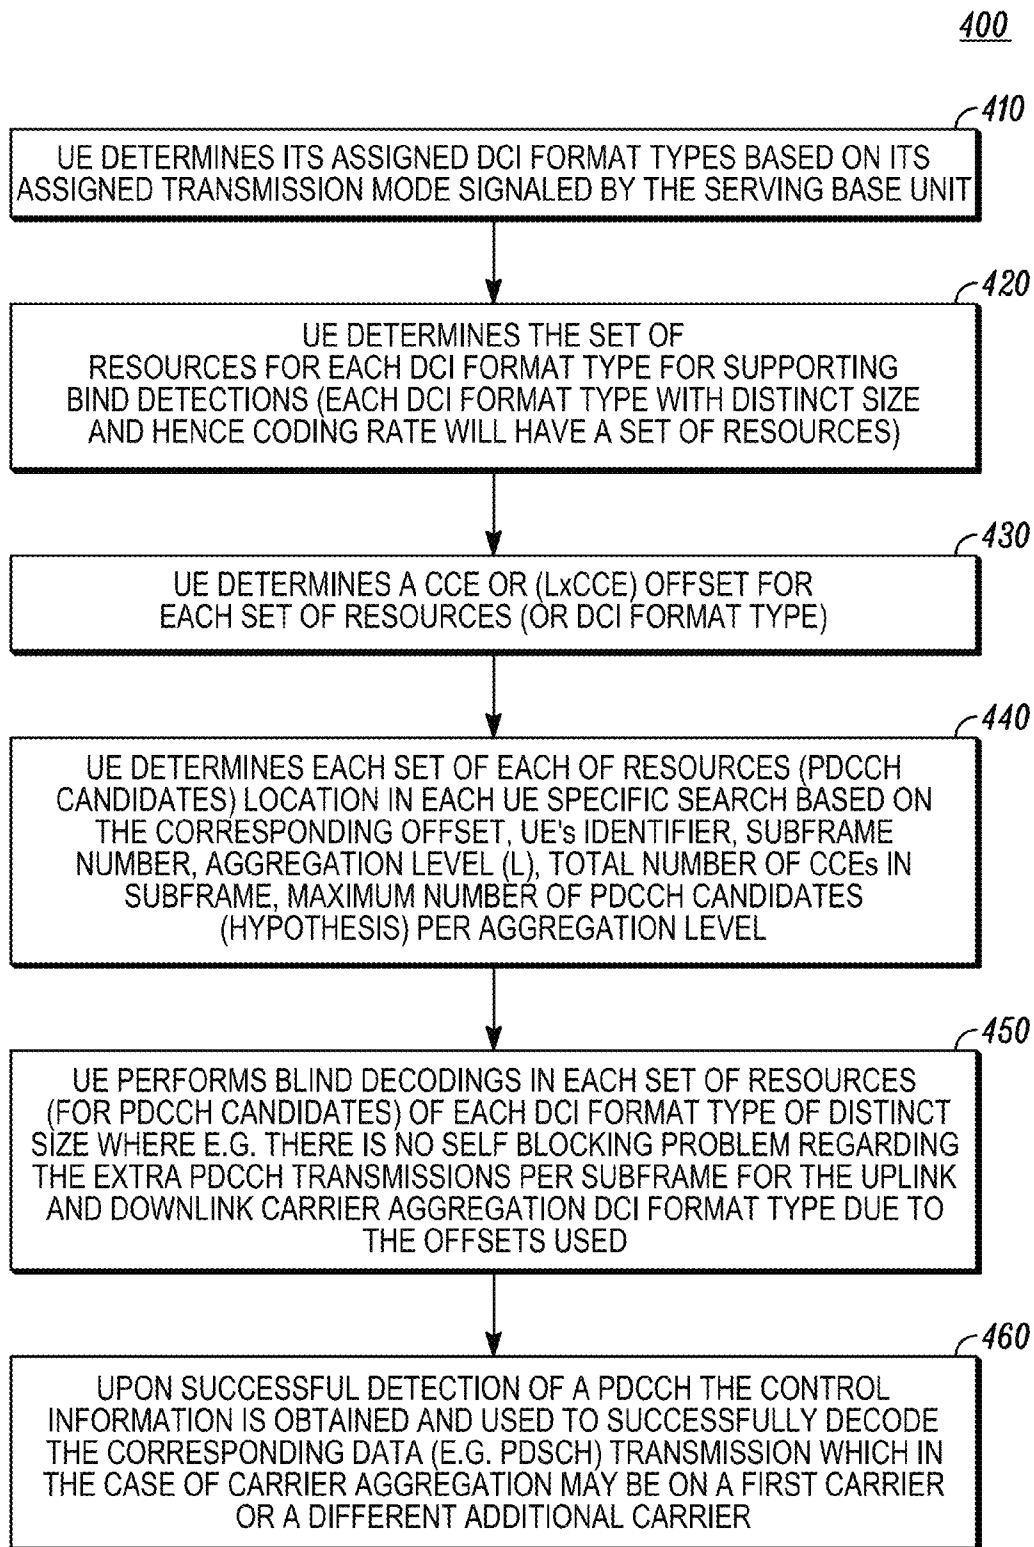 400
410
UE DETERMINES ITS ASSIGNED DCI FORMAT TYPES BASED ON ITS
ASSIGNED TRANSMISSION MODE SIGNALED BY THE SERVING BASE UNIT
420
UE DETERMINES THE SET OF
RESOURCES FOR EACH DCI FORMAT TYPE FOR SUPPORTING
BIND DETECTIONS (EACH DCI FORMAT TYPE WITH DISTINCT SIZE
AND HENCE CODING RATE WILL HAVE A SET OF RESOURCES)
430
UE DETERMINES A CCE OR (LxCCE) OFFSET FOR
EACH SET OF RESOURCES (OR DCI FORMAT TYPE)
440
UE DETERMINES EACH SET OF EACH OF RESOURCES (PDCCH
CANDIDATES) LOCATION IN EACH UE SPECIFIC SEARCH BASED ON
THE CORRESPONDING OFFSET, UE's IDENTIFIER, SUBFRAME
NUMBER, AGGREGATION LEVEL (L), TOTAL NUMBER OF CCEs IN
SUBFRAME, MAXIMUM NUMBER OF PDCCH CANDIDATES
(HYPOTHESIS) PER AGGREGATION LEVEL
450
UE PERFORMS BLIND DECODINGS IN EACH SET OF RESOURCES
(FOR PDCCH CANDIDATES) OF EACH DCI FORMAT TYPE OF DISTINCT
SIZE WHERE E.G. THERE IS NO SELF BLOCKING PROBLEM REGARDING
THE EXTRA PDCCH TRANSMISSIONS PER SUBFRAME FOR THE UPLINK
AND DOWNLINK CARRIER AGGREGATION DCI FORMAT TYPE DUE TO
THE OFFSETS USED
460
UPON SUCCESSFUL DETECTION OF A PDCCH THE CONTROL
INFORMATION IS OBTAINED AND USED TO SUCCESSFULLY DECODE
THE CORRESPONDING DATA (E.G. PDSCH) TRANSMISSION WHICH IN
THE CASE OF CARRIER AGGREGATION MAY BE ON A FIRST CARRIER
OR A DIFFERENT ADDITIONAL CARRIER